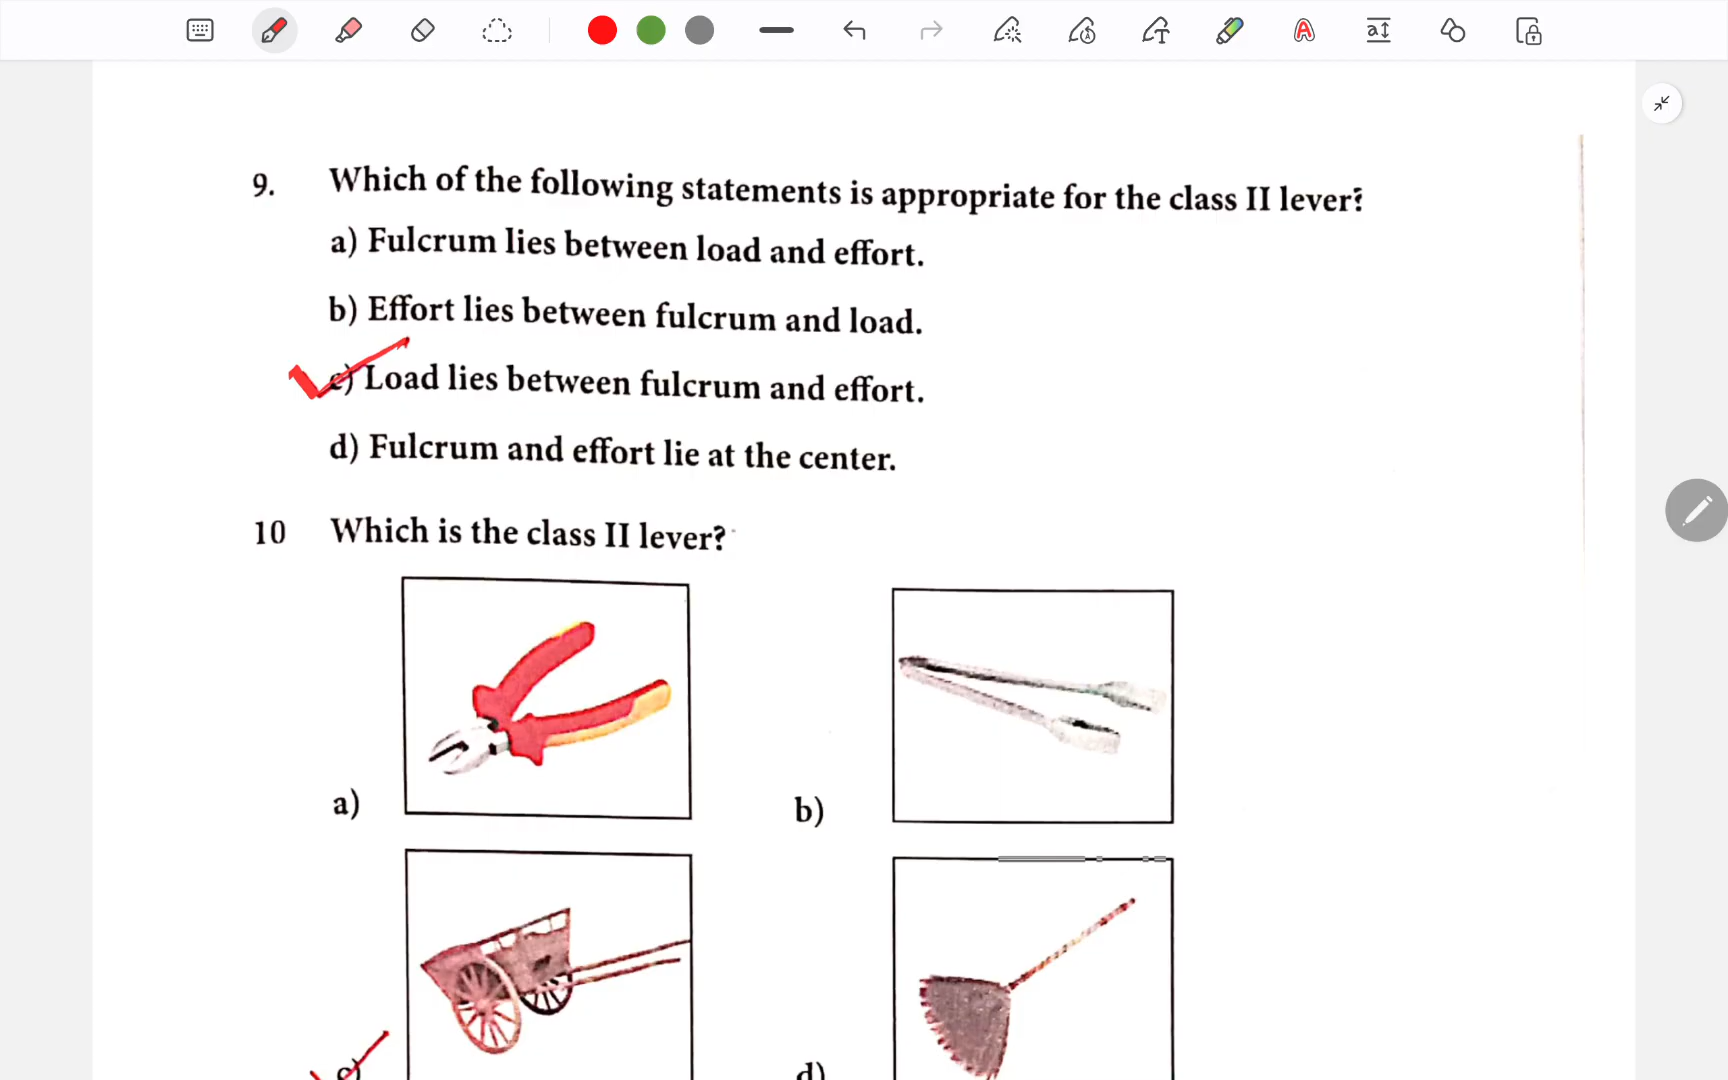 9. Which of the following statements is appropriate for the class II lever?
a) Fulcrum lies between load and effort.
b) Effort lies between fulcrum and load.
c) Load lies between fulcrum and effort.
d) Fulcrum and effort lie at the center.
10 Which is the class II lever?
a)
b)
c)
d)